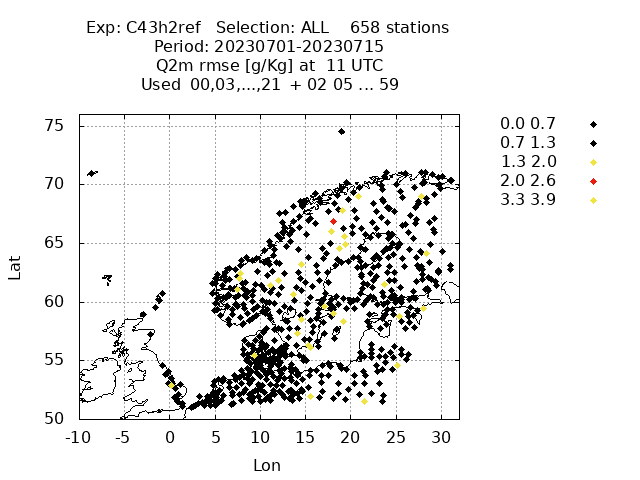 Exp: C43h2ref   Selection: ALL    658 stations
Period: 20230701-20230715
Q2m rmse [g/Kg] at  11 UTC
Used  00,03,...,21  + 02 05 ... 59
75
70
65
60
55
50
Lat
-10 -5 0 5 10 15 20 25 30
Lon
0.0 0.7
0.7 1.3
1.3 2.0
2.0 2.6
3.3 3.9